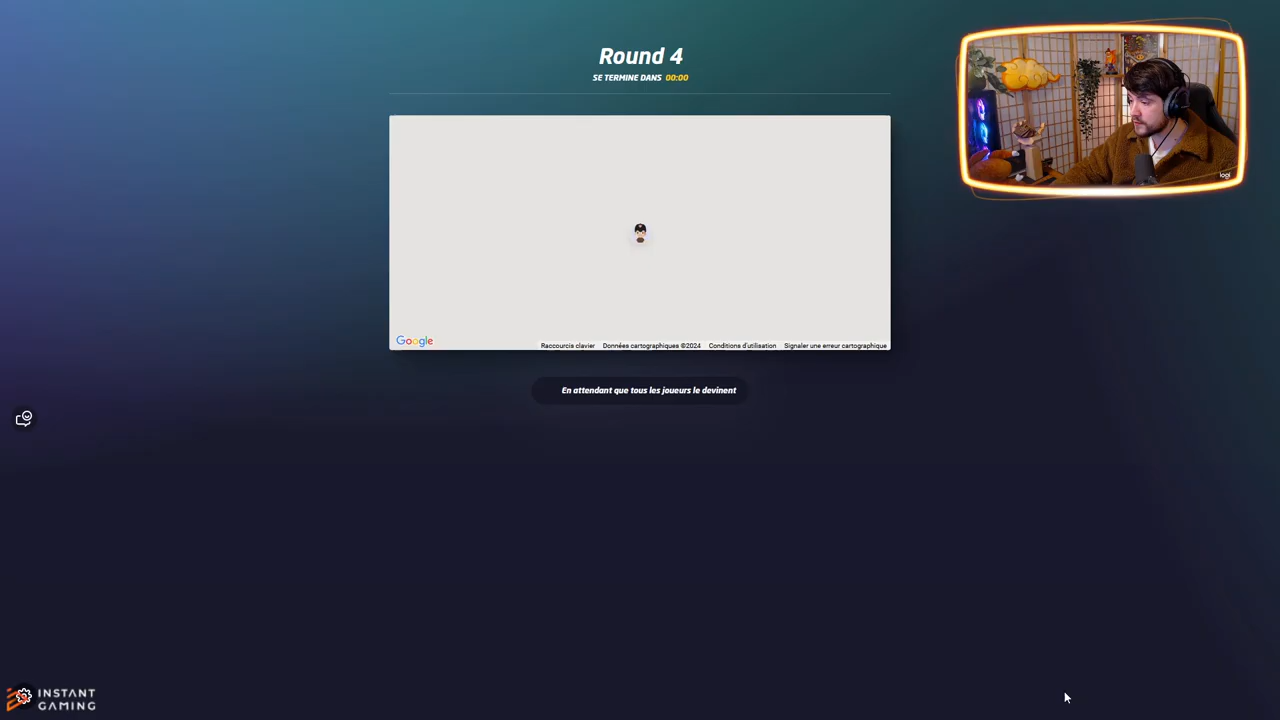 Round 4
SE TERMINE DANS 00:00
Google
Raccourcis clavier Données cartographiques ©2024 Conditions d'utilisation Signaler une erreur cartographique
En attendant que tous les joueurs le devinent
logi
INSTANT
GAMING